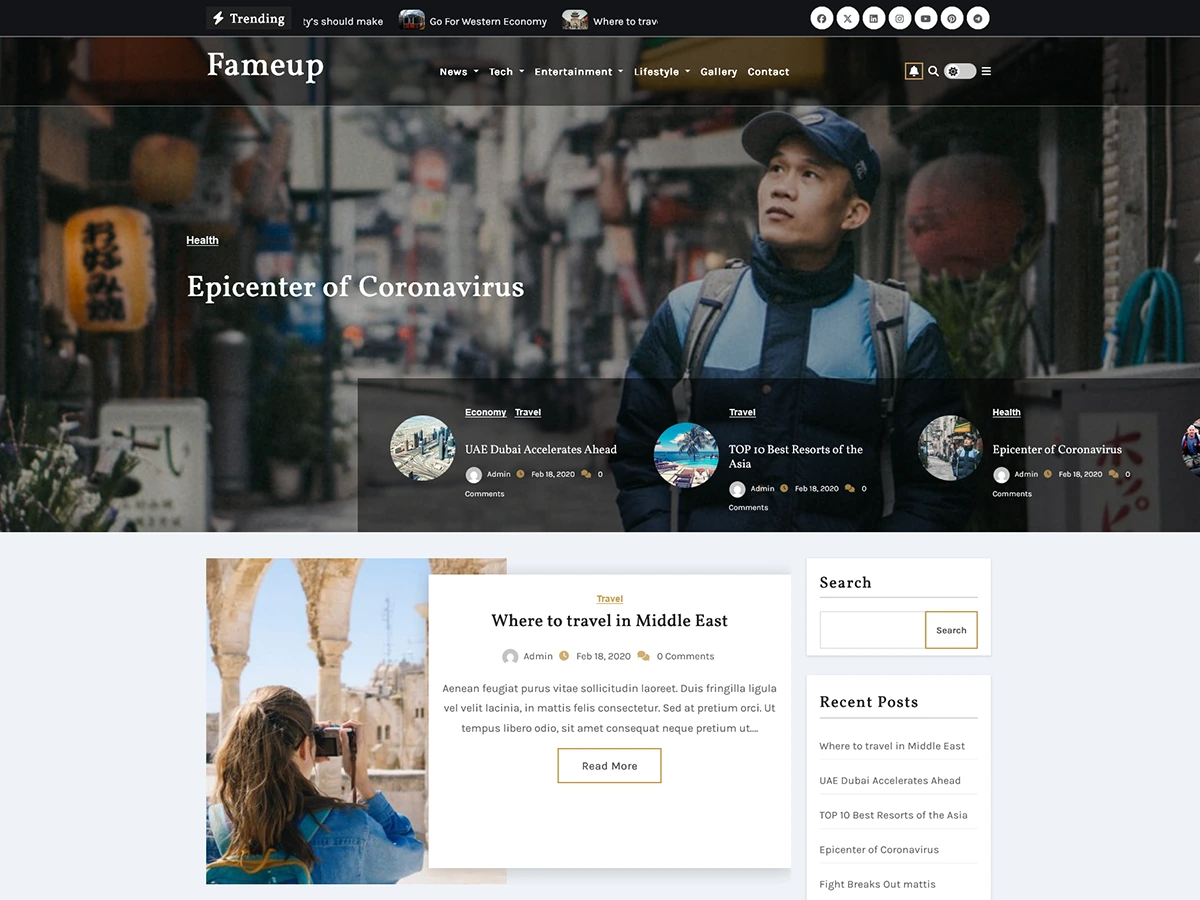 Trending
ty's should make Go For Western Economy Where to trav
Fameup
News Tech Entertainment Lifestyle Gallery Contact
お好み焼
Health
Epicenter of Coronavirus
Economy Travel
UAE Dubai Accelerates Ahead
Admin Feb 18, 2020 0
Comments
Travel
TOP 10 Best Resorts of the
Asia
Admin Feb 18, 2020 0
Comments
Health
Epicenter of Coronavirus
Admin Feb 18, 2020 0
Comments
Travel
Where to travel in Middle East
Admin Feb 18, 2020 0 Comments
Aenean feugiat purus vitae sollicitudin laoreet. Duis fringilla ligula
vel velit lacinia, in mattis felis consectetur. Sed at pretium orci. Ut
tempus libero odio, sit amet consequat neque pretium ut....
Read More
Search
Search
Recent Posts
Where to travel in Middle East
UAE Dubai Accelerates Ahead
TOP 10 Best Resorts of the Asia
Epicenter of Coronavirus
Fight Breaks Out mattis